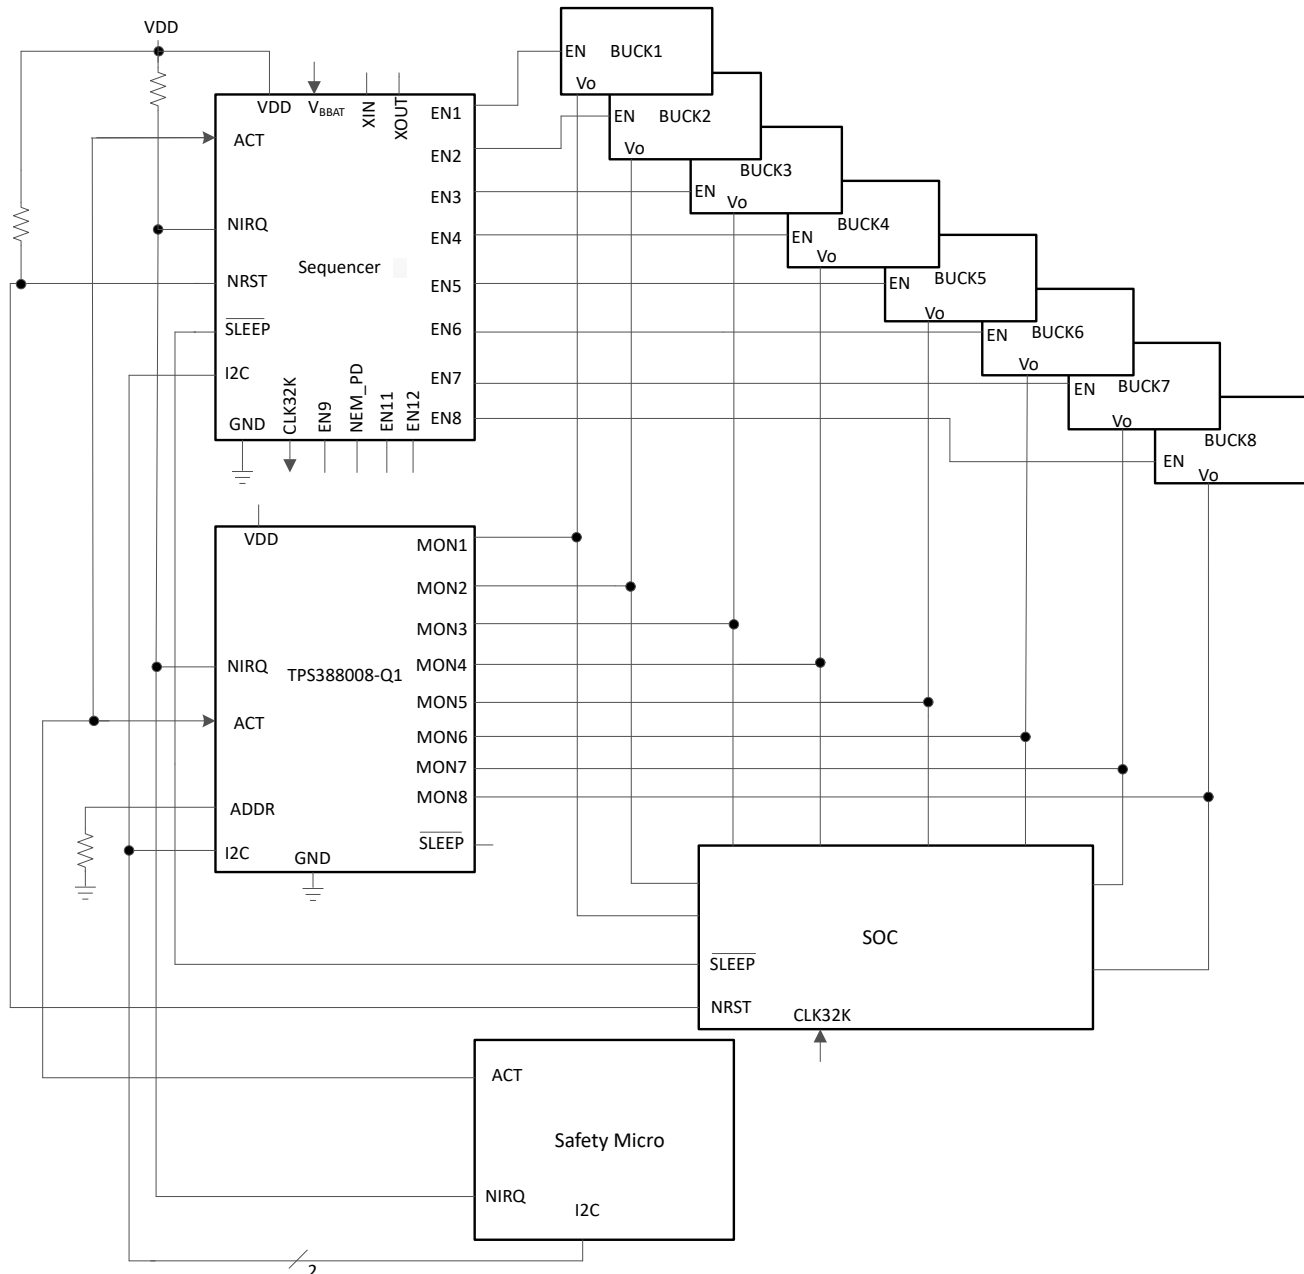 VDD
EN BUCK1
Vo
VDD
VBBAT
XIN
XOUT
EN1
EN BUCK2
Vo
ACT
EN2
BUCK3
EN
Vo
EN3
NIRQ
EN4
BUCK4
EN
Vo
Sequencer
NRST
EN5
BUCK5
EN
Vo
SLEEP
EN6
BUCK6
EN
Vo
I2C
EN7
BUCK7
EN
Vo
GND
CLK32K
EN9
NEM_PD
EN11
EN12
EN8
BUCK8
EN
Vo
VDD
MON1
MON2
MON3
NIRQ
TPS388008-Q1
MON4
MON5
ACT
MON6
MON7
MON8
ADDR
SLEEP
I2C
GND
SOC
SLEEP
NRST
CLK32K
ACT
Safety Micro
NIRQ
I2C
2